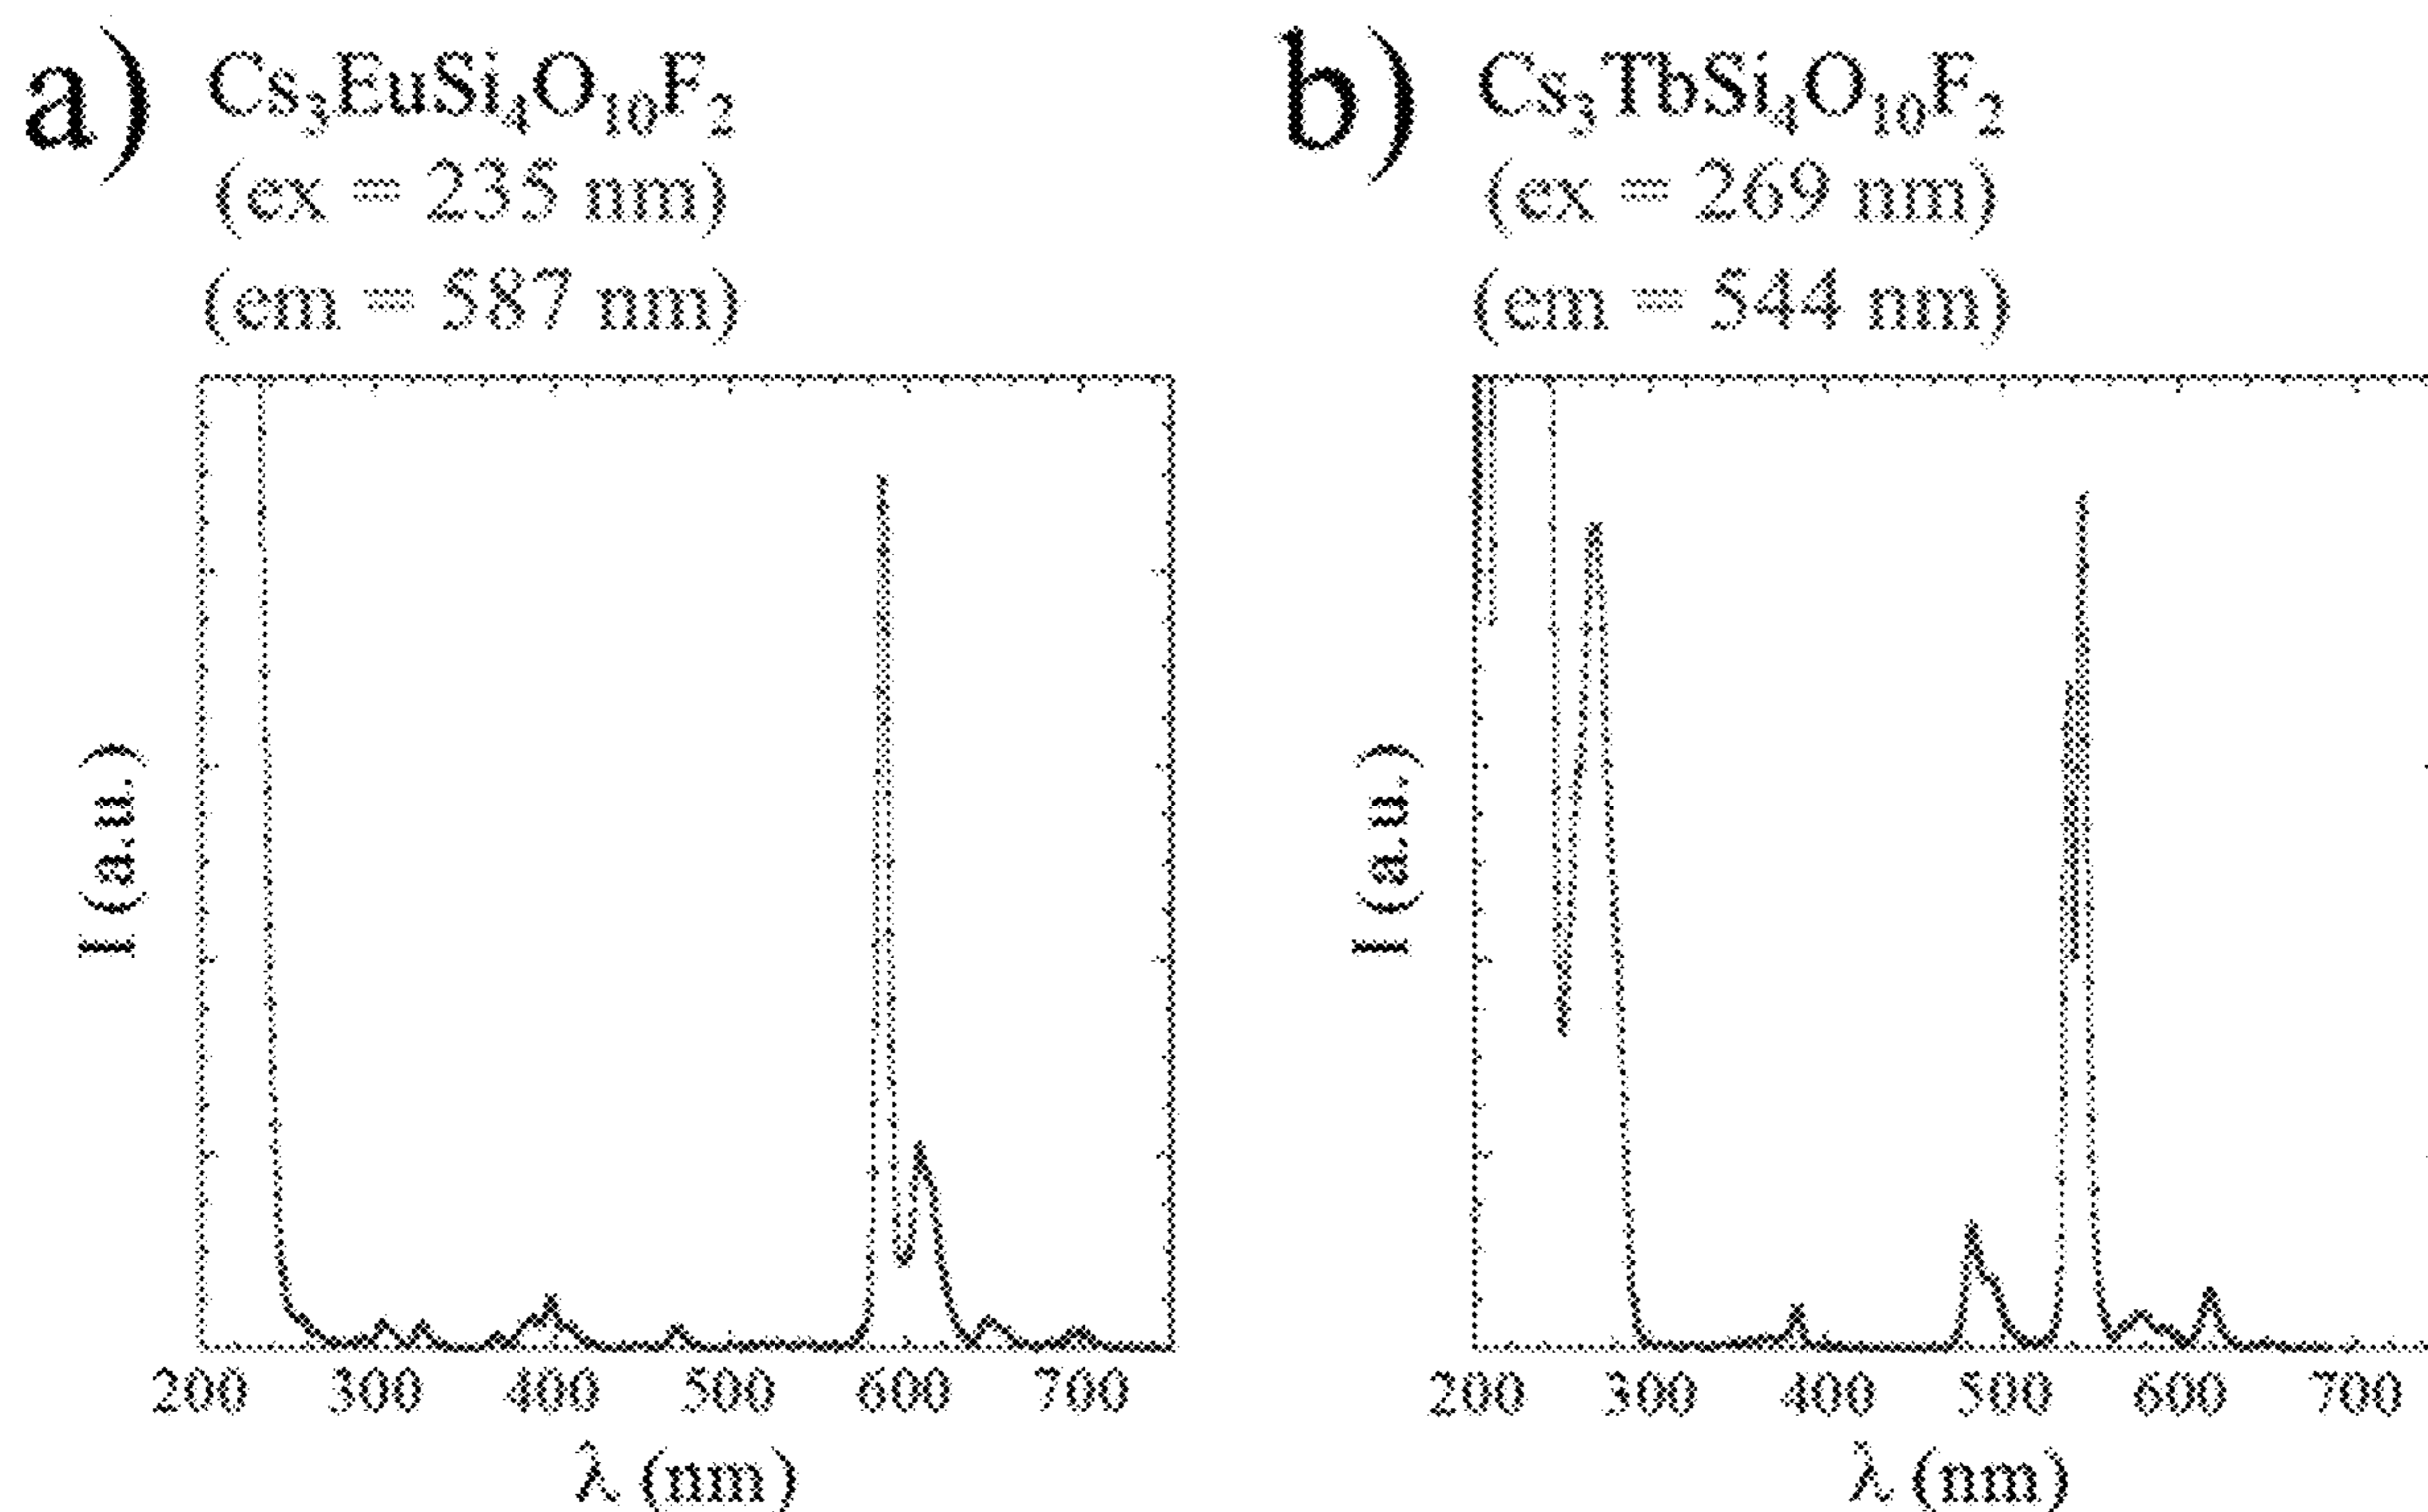 a) Cs₃EuSi₄O₁₀F₂
(ex = 235 nm)
(em = 587 nm)
I (a.u.)
200 300 400 500 600 700
λ (nm)
b) Cs₃TbSi₄O₁₀F₂
(ex = 269 nm)
(em = 544 nm)
I (a.u.)
200 300 400 500 600 700
λ (nm)